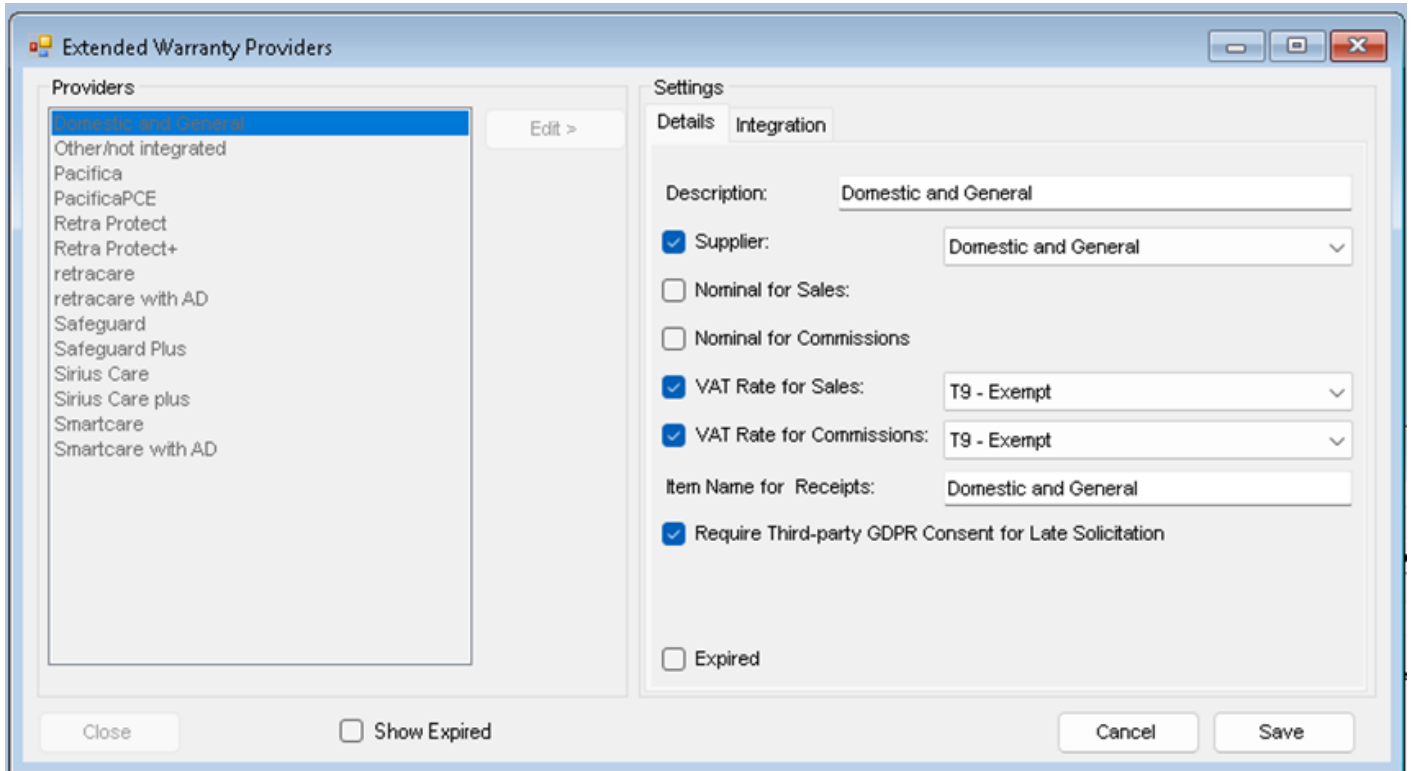 Extended Warranty Providers
Providers
Domestic and General
Other/not integrated
Pacifica
PacificaPCE
Retra Protect
Retra Protect+
retracare
retracare with AD
Safeguard
Safeguard Plus
Sirius Care
Sirius Care plus
Smartcare
Smartcare with AD
Edit >
Settings
Details Integration
Description: Domestic and General
Supplier: Domestic and General
Nominal for Sales:
Nominal for Commissions
VAT Rate for Sales: T9 - Exempt
VAT Rate for Commissions: T9 - Exempt
Item Name for Receipts: Domestic and General
Require Third-party GDPR Consent for Late Solicitation
Expired
Close Show Expired Cancel Save